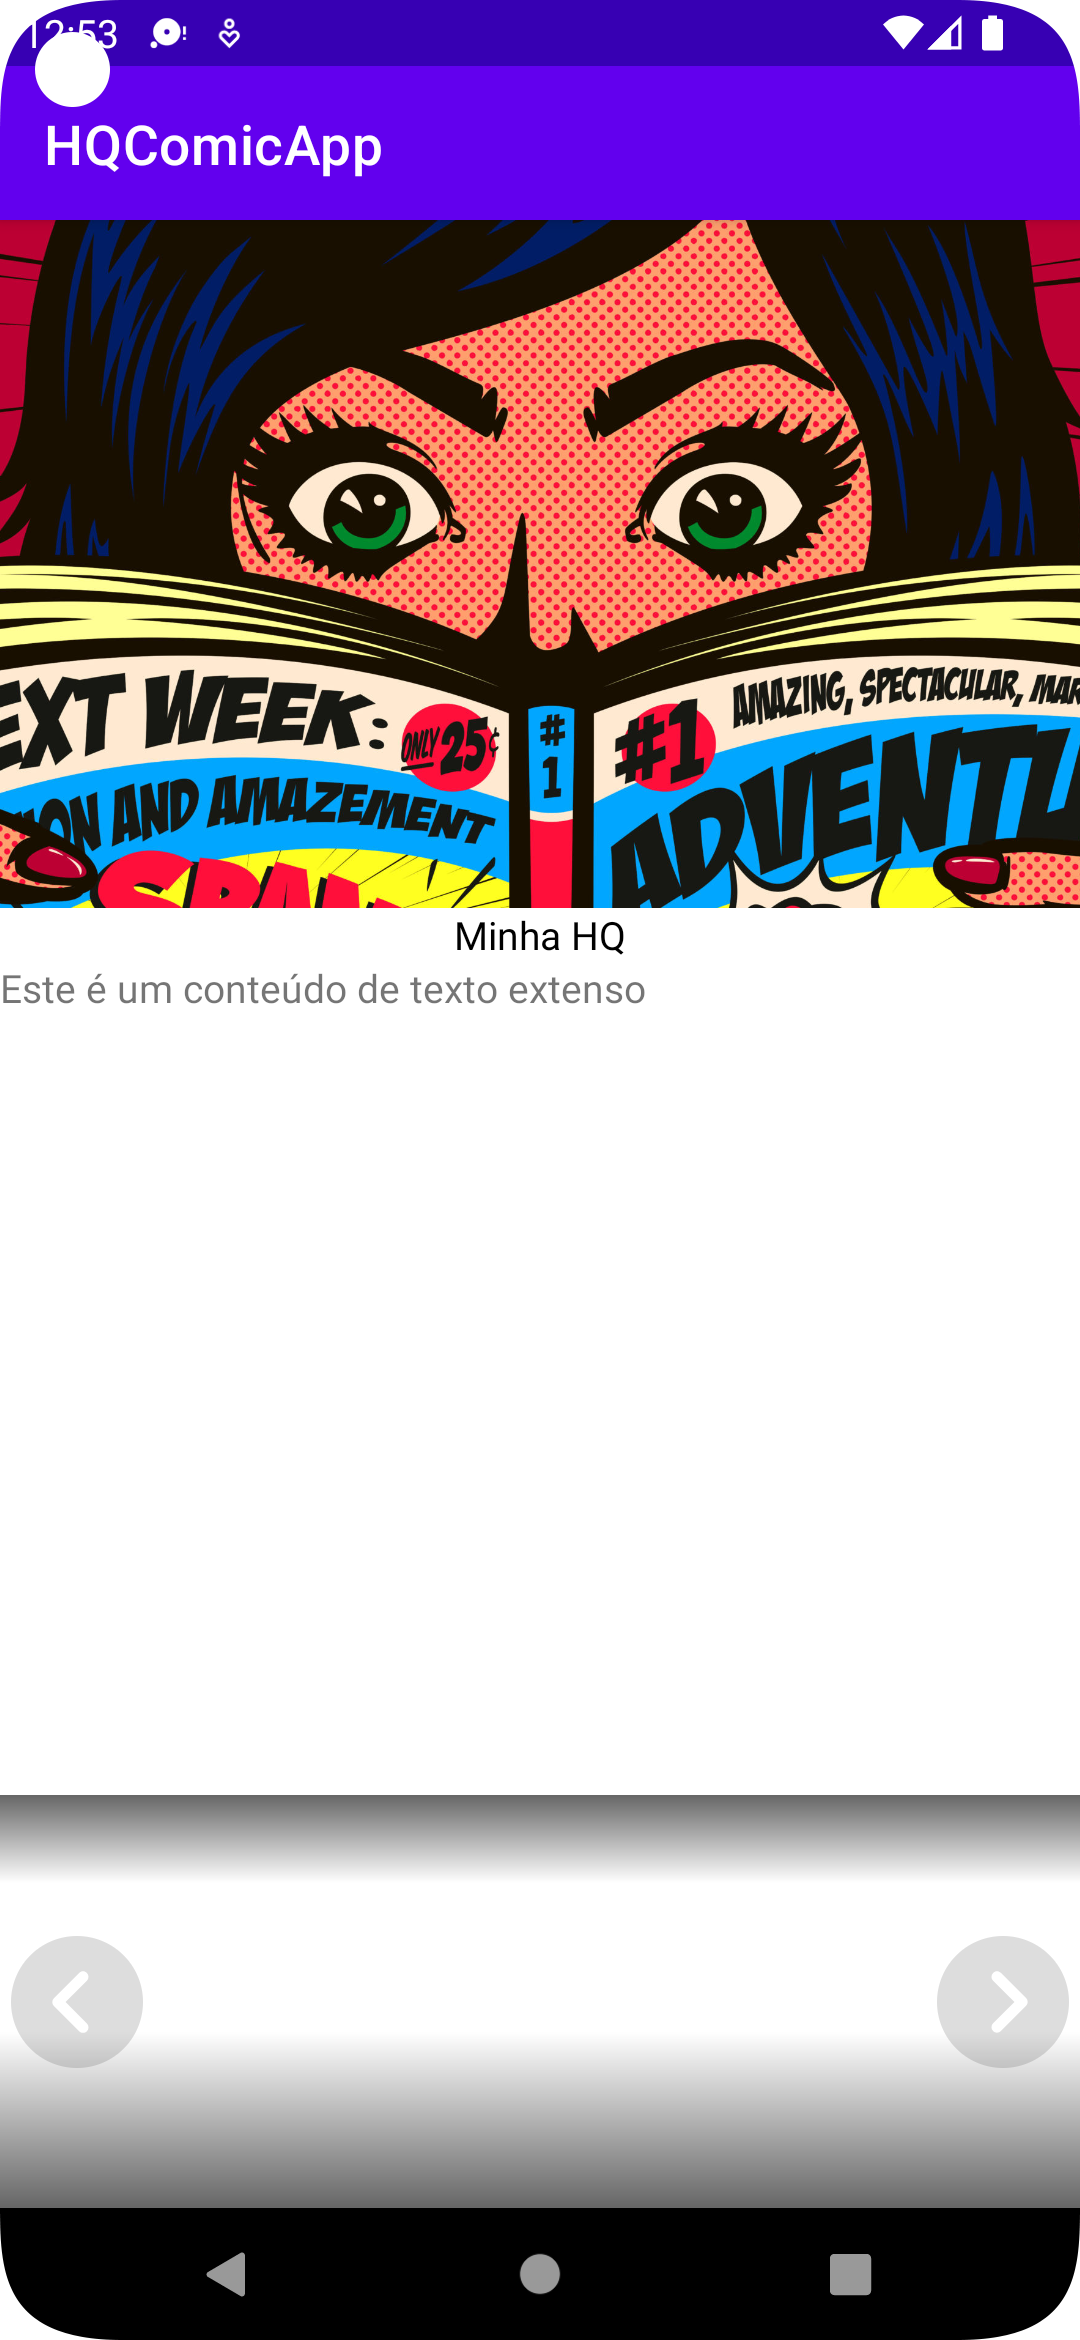 12:53
HQComicApp
EXT WEEK:
ONLY 25¢
#1
#1
AMAZING, SPECTACULAR, MAR
ON AND AMAZEMENT
ADVENTU
Minha HQ
Este é um conteúdo de texto extenso